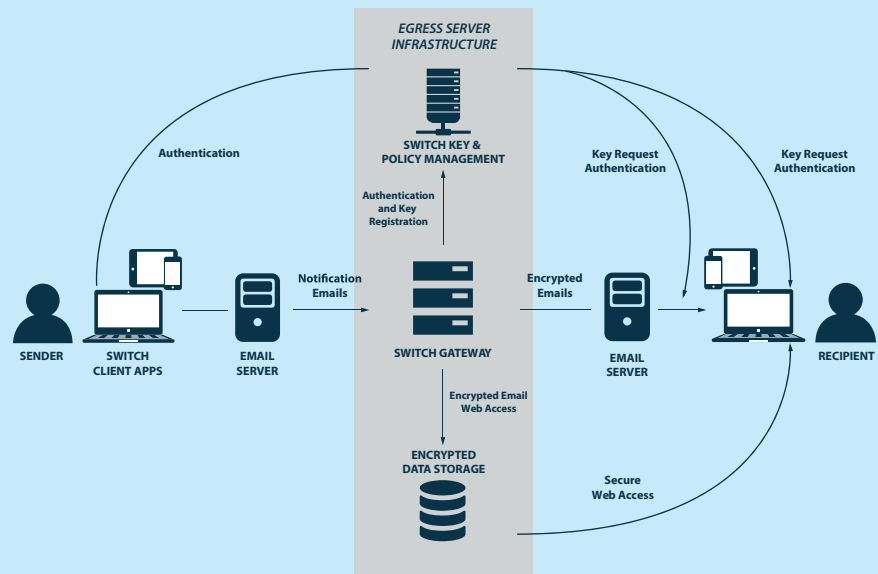 EGRESS SERVER
INFRASTRUCTURE
SWITCH KEY &
POLICY MANAGEMENT
Authentication
Key Request
Authentication
Key Request
Authentication
Authentication
and Key
Registration
Notification
Emails
Encrypted
Emails
SENDER
SWITCH
CLIENT APPS
EMAIL
SERVER
SWITCH GATEWAY
EMAIL
SERVER
RECIPIENT
Encrypted Email
Web Access
ENCRYPTED
DATA STORAGE
Secure
Web Access